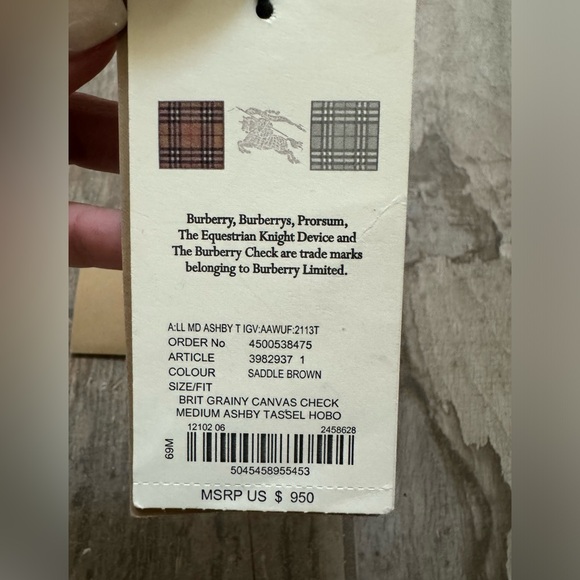 Burberry, Burberrys, Prorsum,
The Equestrian Knight Device and
The Burberry Check are trade marks
belonging to Burberry Limited.
A:LL MD ASHBY T IGV:AAWUF:2113T
ORDER No 4500538475
ARTICLE 3982937 1
COLOUR SADDLE BROWN
SIZE/FIT
BRIT GRAINY CANVAS CHECK
MEDIUM ASHBY TASSEL HOBO
12102 06 2458628
69M
5045458955453
MSRP US $ 950